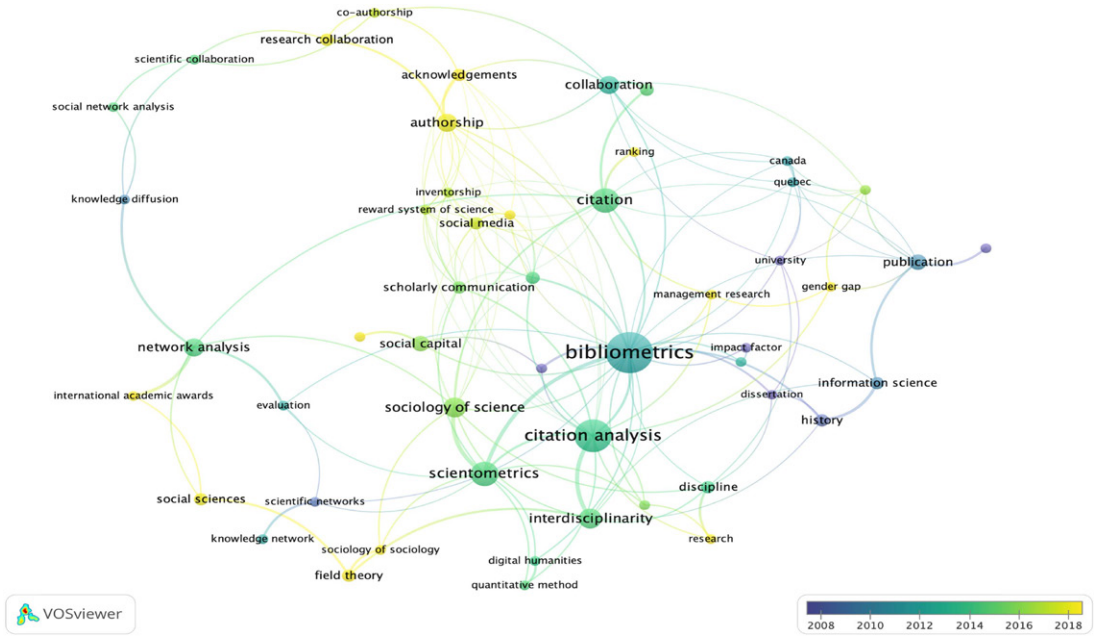 co-authorship
research collaboration
scientific collaboration
acknowledgements
collaboration
social network analysis
authorship
ranking
canada
quebec
inventorship
knowledge diffusion
citation
reward system of science
social media
university
publication
scholarly communication
management research
gender gap
network analysis
social capital
bibliometrics
impact factor
information science
international academic awards
dissertation
evaluation
sociology of science
history
citation analysis
scientometrics
discipline
social sciences
scientific networks
interdisciplinarity
knowledge network
research
sociology of sociology
digital humanities
field theory
quantitative method
VOSviewer
2008 2010 2012 2014 2016 2018